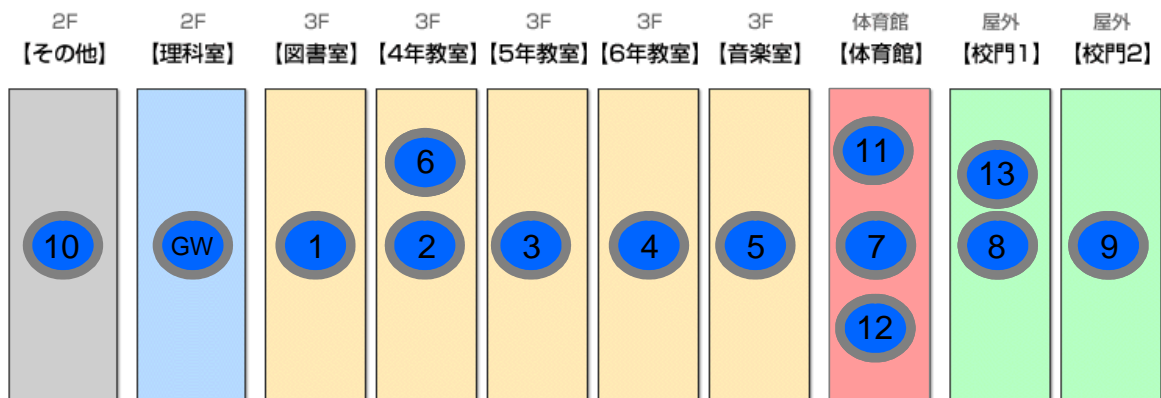 2F 2F 3F 3F 3F 3F 3F 体育館 屋外 屋外
【その他】 【理科室】 【図書室】 【4年教室】 【5年教室】 【6年教室】 【音楽室】 【体育館】 【校門1】 【校門2】
6 11 13
10 GW 1 2 3 4 5 7 8 9
12